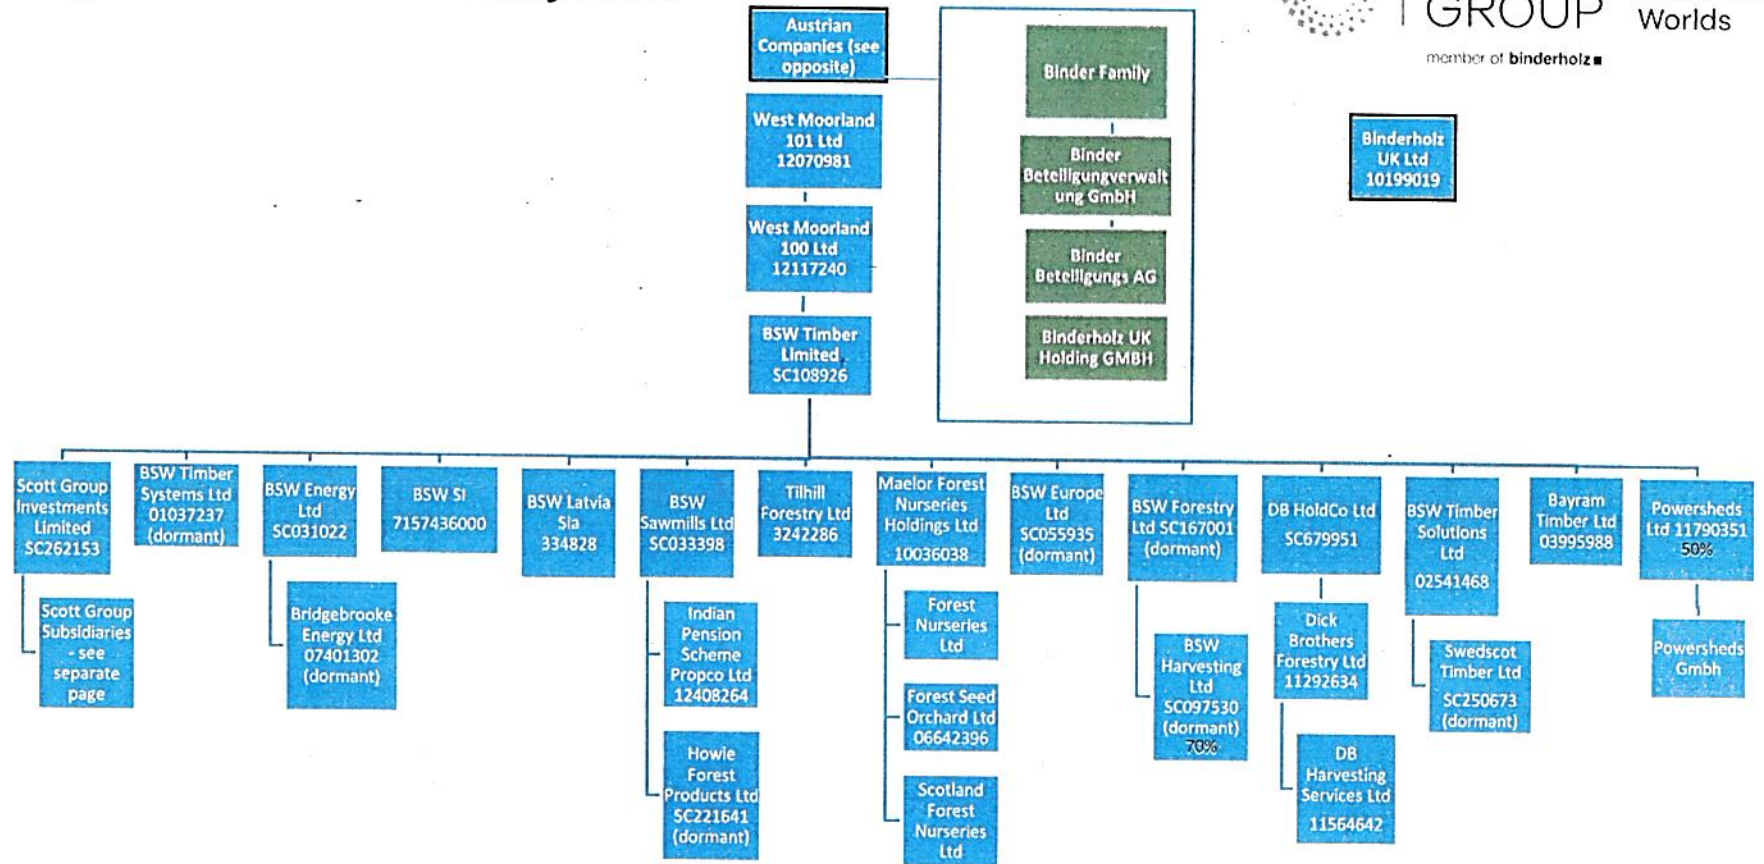 GROUP
Worlds
member of binderholz
Austrian
Companies (see
opposite)
West Moorland
101 Ltd
12070981
West Moorland
100 Ltd
12117240
BSW Timber
Limited
SC108926
Binder Family
Binder
Beteiligungverwalt
ung GmbH
Binder
Beteiligungs AG
Binderholz UK
Holding GMBH
Binderholz
UK Ltd
10199019
Scott Group
Investments
Limited
SC262153
Scott Group
Subsidiaries
- see
separate
page
BSW Timber
Systems Ltd
01037237
(dormant)
BSW Energy
Ltd
SC031022
Bridgebrooke
Energy Ltd
07401302
(dormant)
BSW SI
7157436000
BSW Latvia
Sia
334828
BSW
Sawmills Ltd
SC033398
Indian
Pension
Scheme
Propco Ltd
12408264
Howie
Forest
Products Ltd
SC221641
(dormant)
Tilhill
Forestry Ltd
3242286
Maelor Forest
Nurseries
Holdings Ltd
10036038
Forest
Nurseries
Ltd
Forest Seed
Orchard Ltd
06642396
Scotland
Forest
Nurseries
Ltd
BSW Europe
Ltd
SC055935
(dormant)
BSW Forestry
Ltd SC167001
(dormant)
BSW
Harvesting
Ltd
SC097530
(dormant)
70%
DB HoldCo Ltd
SC679951
Dick
Brothers
Forestry Ltd
11292634
DB
Harvesting
Services Ltd
11564642
BSW Timber
Solutions
Ltd
02541468
Swedscot
Timber Ltd
SC250673
(dormant)
Bayram
Timber Ltd
03995988
Powersheds
Ltd 11790351
50%
Powersheds
Gmbh